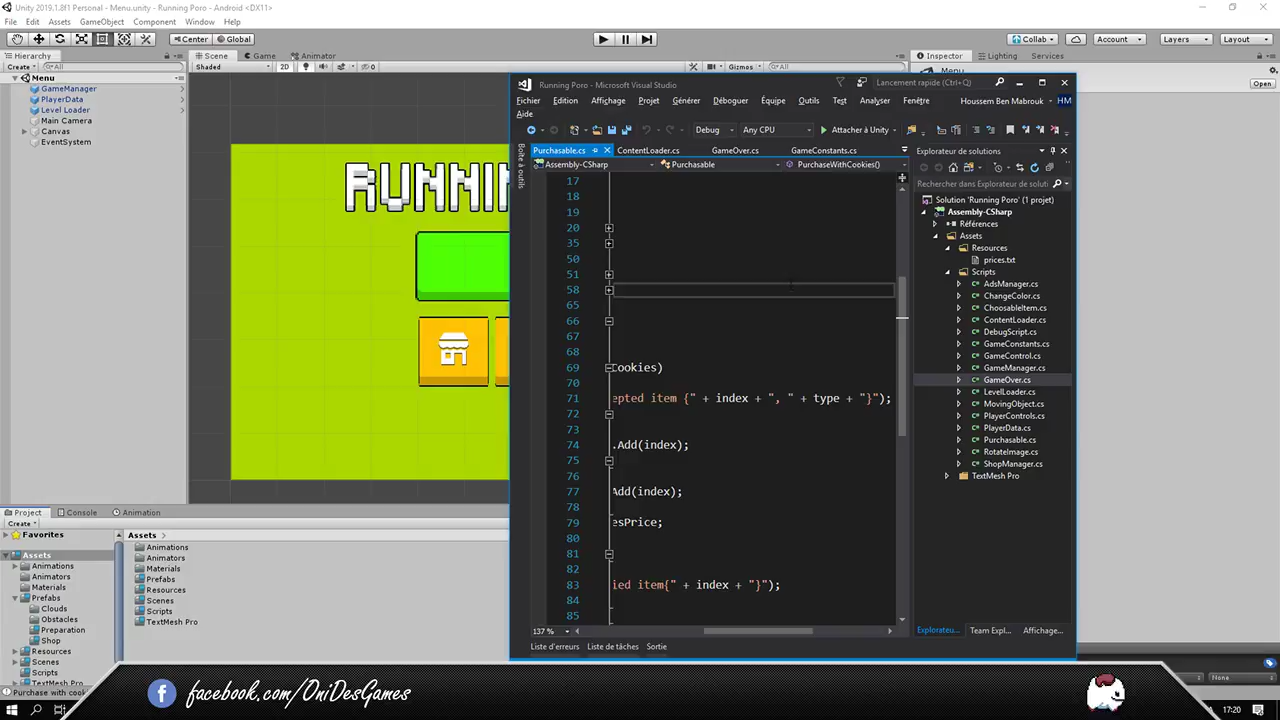 Unity 2019.1.8f1 Personal - Menu.unity - Running Poro - Android <DX11>
File Edit Assets GameObject Component Window Help
Center Global
Collab Account Layers Layout
Hierarchy
Create All
Menu
GameManager
PlayerData
Level Loader
Main Camera
Canvas
EventSystem
Scene Game Animator
Shaded 2D 0 Gizmos All
Inspector Lighting Services
Menu
Open
RUNNIN
Running Poro - Microsoft Visual Studio
Lancement rapide (Ctrl+Q)
Fichier Edition Affichage Projet Générer Déboguer Équipe Outils Test Analyser Fenêtre Houssem Ben Mabrouk HM
Aide
Debug Any CPU Attacher à Unity
Boîte à outils
Purchasable.cs ContentLoader.cs GameOver.cs GameConstants.cs
Assembly-CSharp Purchasable PurchaseWithCookies()
17
18
19
20
35
50
51
58
65
66
67
68
69 Cookies)
70
71 epted item {" + index + ", " + type + "}");
72
73
74 .Add(index);
75
76
77 Add(index);
78
79 esPrice;
80
81
82
83 ied item{" + index + "}");
84
85
137 %
Liste d'erreurs Liste de tâches Sortie
Explorateur de solutions
Rechercher dans Explorateur de soluti
Solution 'Running Poro' (1 projet)
Assembly-CSharp
Références
Assets
Resources
prices.txt
Scripts
AdsManager.cs
ChangeColor.cs
ChoosableItem.cs
ContentLoader.cs
DebugScript.cs
GameConstants.cs
GameControl.cs
GameManager.cs
GameOver.cs
LevelLoader.cs
MovingObject.cs
PlayerControls.cs
PlayerData.cs
Purchasable.cs
RotateImage.cs
ShopManager.cs
TextMesh Pro
Explorateu... Team Expl... Affichage...
Project Console Animation
Create
Favorites
Assets
Animations
Animators
Materials
Prefabs
Clouds
Obstacles
Preparation
Shop
Resources
Scenes
Scripts
TextMesh Pro
Assets
Animations
Animators
Materials
Prefabs
Resources
Scenes
Scripts
TextMesh Pro
Purchase with cook
None
facebook.com/OniDesGames
17:20